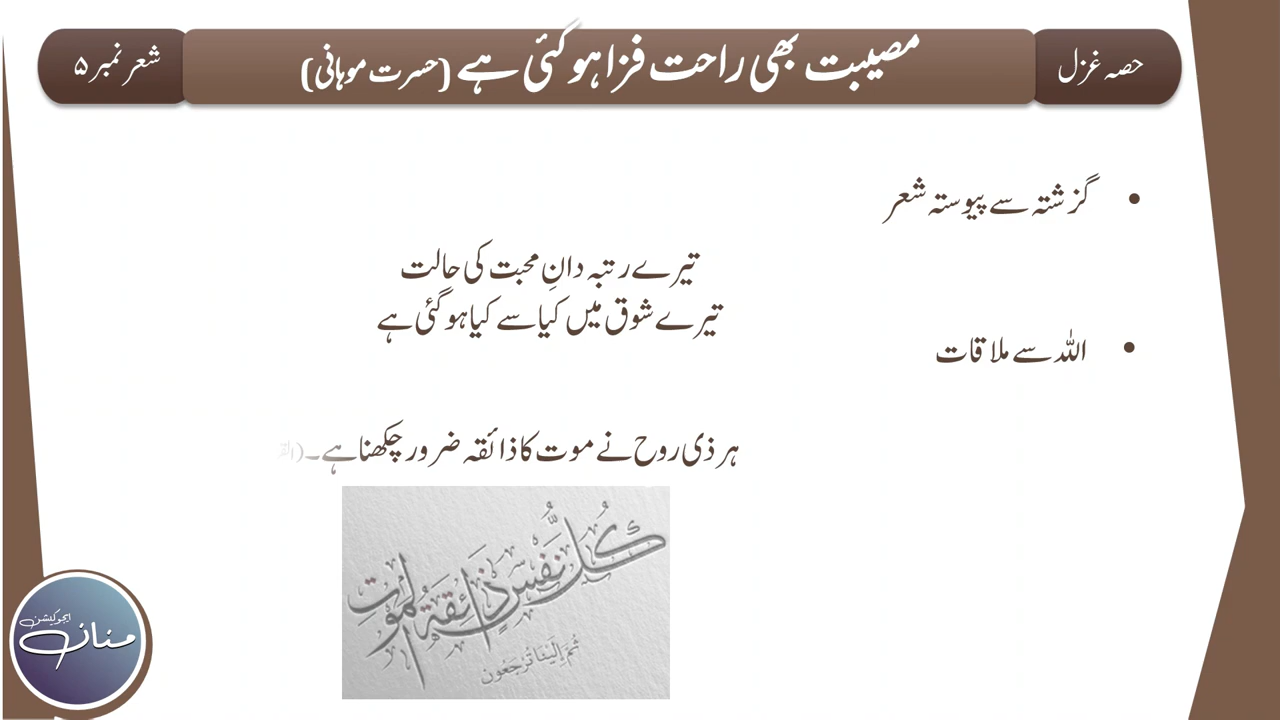 حصہ غزل
مصیبت بھی راحت فزا ہو گئی ہے (حسرت موہانی)
شعر نمبر ۵
• گزشتہ سے پیوستہ شعر
تیرے رتبہ دانِ محبت کی حالت
تیرے شوق میں کیا سے کیا ہو گئی ہے
• اللہ سے ملاقات
ہر ذی روح نے موت کا ذائقہ ضرور چکھنا ہے۔
كُلُّ نَفْسٍ ذَائِقَةُ الْمَوْتِ
ثُمَّ إِلَيْنَا تُرْجَعُونَ
منان
ایجوکیشن